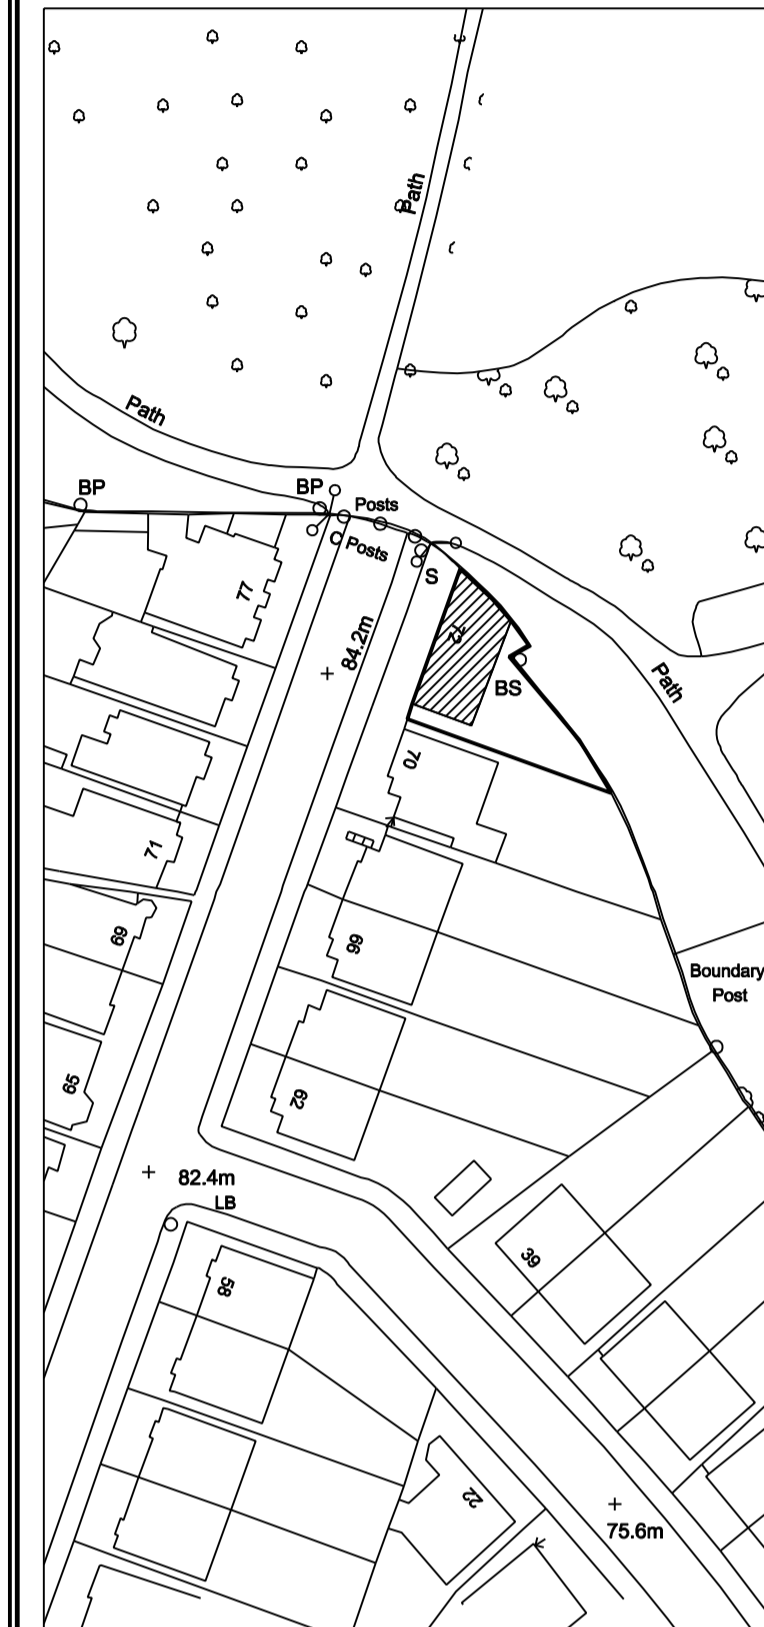 Path
Path
BP
BP
Posts
C Posts
S
77
84.2m
72
BS
Path
70
71
69
66
Boundary
Post
65
62
82.4m
LB
39
58
22
75.6m